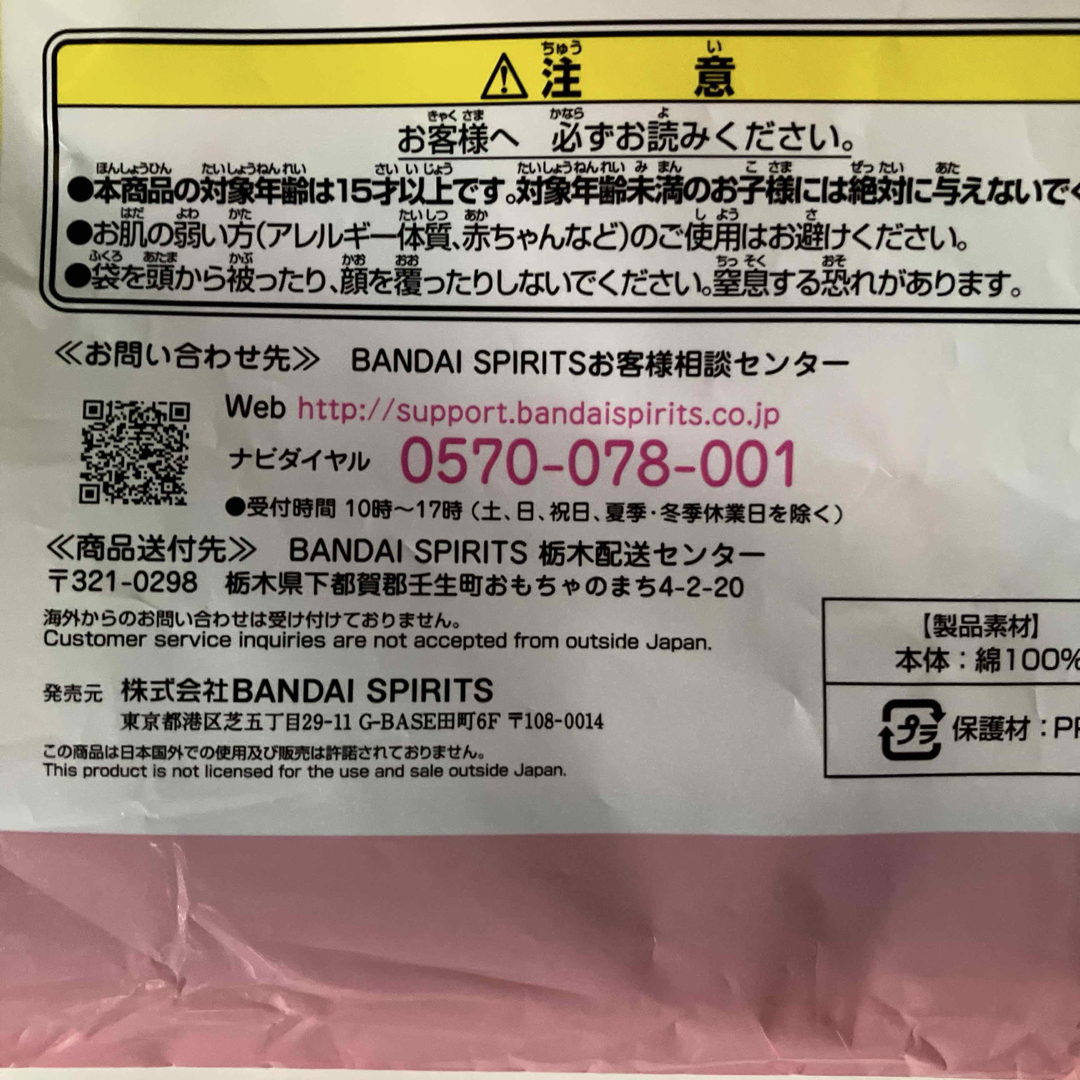 ⚠注意
お客様へ 必ずお読みください。
●本商品の対象年齢は15才以上です。対象年齢未満のお子様には絶対に与えないでく
●お肌の弱い方(アレルギー体質、赤ちゃんなど)のご使用はお避けください。
●袋を頭から被ったり、顔を覆ったりしないでください。窒息する恐れがあります。
≪お問い合わせ先≫ BANDAI SPIRITSお客様相談センター
Web http://support.bandaispirits.co.jp
ナビダイヤル 0570-078-001
●受付時間 10時〜17時(土、日、祝日、夏季・冬季休業日を除く)
≪商品送付先≫ BANDAI SPIRITS 栃木配送センター
〒321-0298 栃木県下都賀郡壬生町おもちゃのまち4-2-20
海外からのお問い合わせは受け付けておりません。
Customer service inquiries are not accepted from outside Japan.
発売元 株式会社BANDAI SPIRITS
東京都港区芝五丁目29-11 G-BASE田町6F 〒108-0014
この商品は日本国外での使用及び販売は許諾されておりません。
This product is not licensed for the use and sale outside Japan.
【製品素材】
本体：綿100%
プラ 保護材：PP